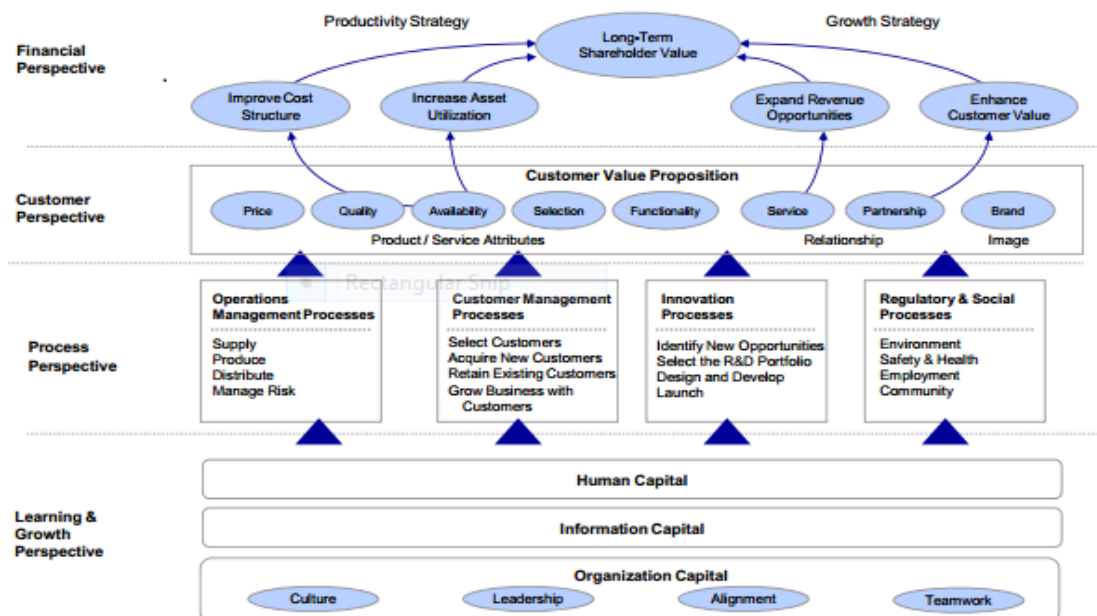 Productivity Strategy
Growth Strategy
Financial
Perspective
Long-Term
Shareholder Value
Improve Cost
Structure
Increase Asset
Utilization
Expand Revenue
Opportunities
Enhance
Customer Value
Customer
Perspective
Customer Value Proposition
Price
Quality
Availability
Selection
Functionality
Service
Partnership
Brand
Product / Service Attributes
Relationship
Image
Rectangular Snip
Process
Perspective
Operations
Management Processes
Supply
Produce
Distribute
Manage Risk
Customer Management
Processes
Select Customers
Acquire New Customers
Retain Existing Customers
Grow Business with
Customers
Innovation
Processes
Identify New Opportunities
Select the R&D Portfolio
Design and Develop
Launch
Regulatory & Social
Processes
Environment
Safety & Health
Employment
Community
Learning &
Growth
Perspective
Human Capital
Information Capital
Organization Capital
Culture
Leadership
Alignment
Teamwork